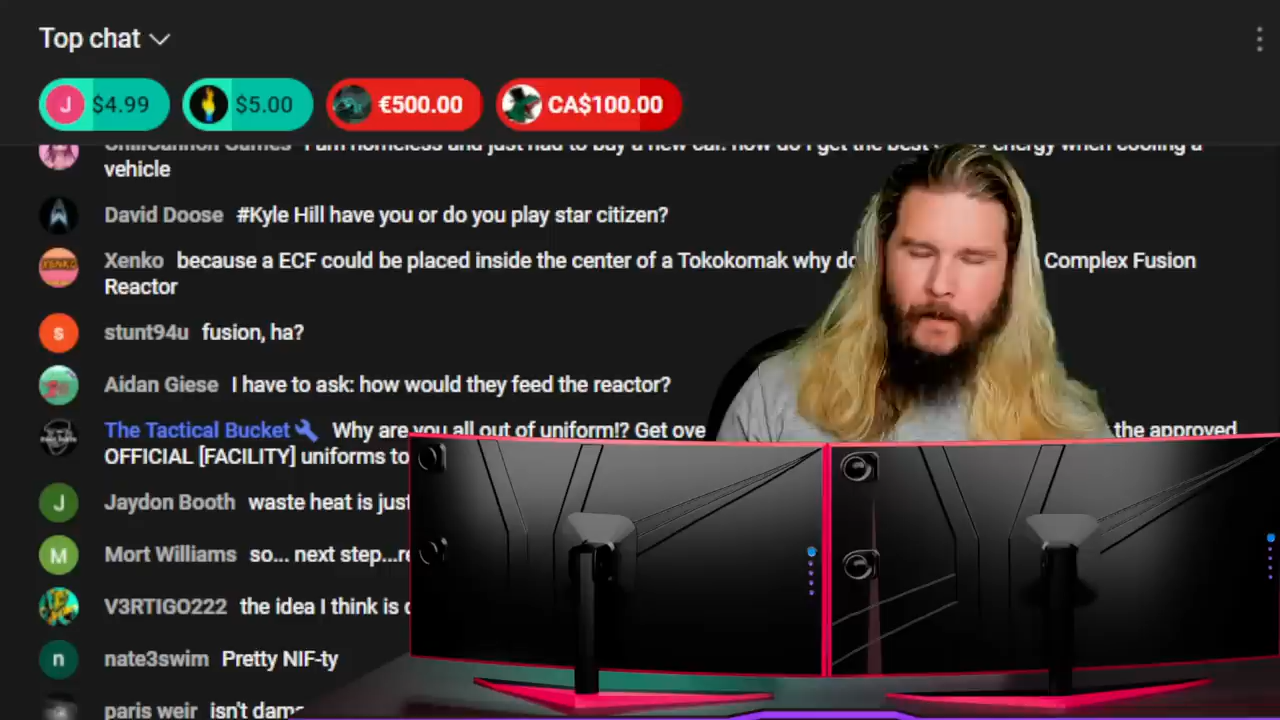 Top chat
$4.99 $5.00 €500.00 CA$100.00
I am homeless and just had to buy a new car. how do I get the best energy when cooling a
vehicle
David Doose #Kyle Hill have you or do you play star citizen?
Xenko because a ECF could be placed inside the center of a Tokokomak why do Complex Fusion
Reactor
stunt94u fusion, ha?
Aidan Giese I have to ask: how would they feed the reactor?
The Tactical Bucket Why are you all out of uniform!? Get ove the approved
OFFICIAL [FACILITY] uniforms to
Jaydon Booth waste heat is just
Mort Williams so... next step...re
V3RTIGO222 the idea I think is
nate3swim Pretty NIF-ty
paris weir isn't